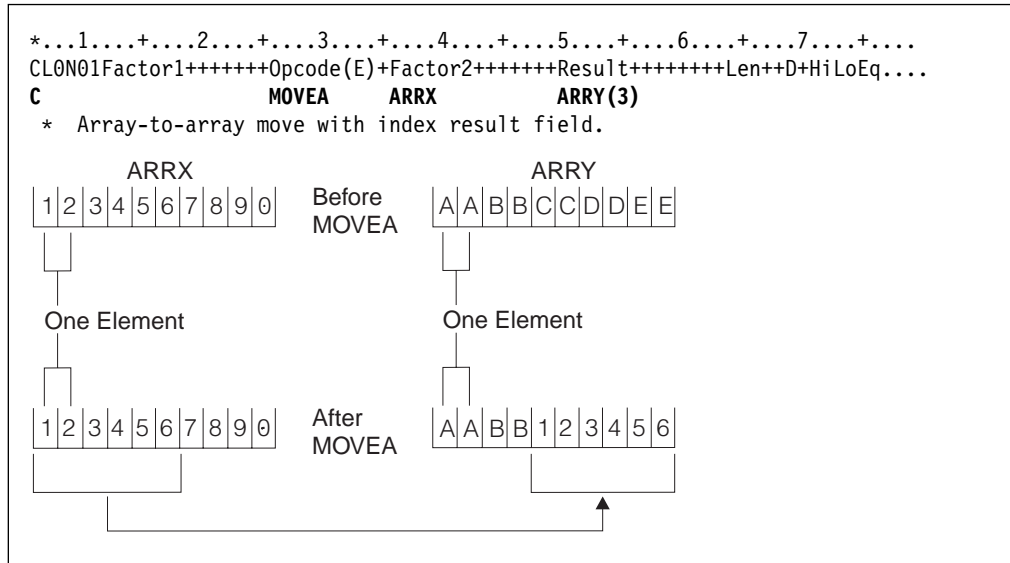 *...1....+....2....+....3....+....4....+....5....+....6....+....7....+....
CL0N01Factor1+++++++Opcode(E)+Factor2+++++++Result++++++++Len++D+HiLoEq....
C                   MOVEA     ARRX          ARRY(3)
 *  Array-to-array move with index result field.
ARRX ARRY
1 2 3 4 5 6 7 8 9 0 Before MOVEA A A B B C C D D E E
One Element One Element
1 2 3 4 5 6 7 8 9 0 After MOVEA A A B B 1 2 3 4 5 6